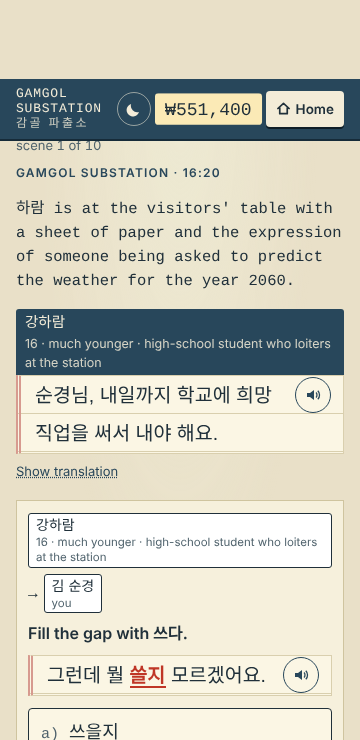 GAMGOL
SUBSTATION
감골 파출소
₩551,400
Home
scene 1 of 10
GAMGOL SUBSTATION · 16:20
하람 is at the visitors' table with
a sheet of paper and the expression
of someone being asked to predict
the weather for the year 2060.
강하람
16 · much younger · high-school student who loiters
at the station
순경님, 내일까지 학교에 희망
직업을 써서 내야 해요.
Show translation
강하람
16 · much younger · high-school student who loiters
at the station
→ 김 순경
you
Fill the gap with 쓰다.
그런데 뭘 쓸지 모르겠어요.
a) 쓰을지